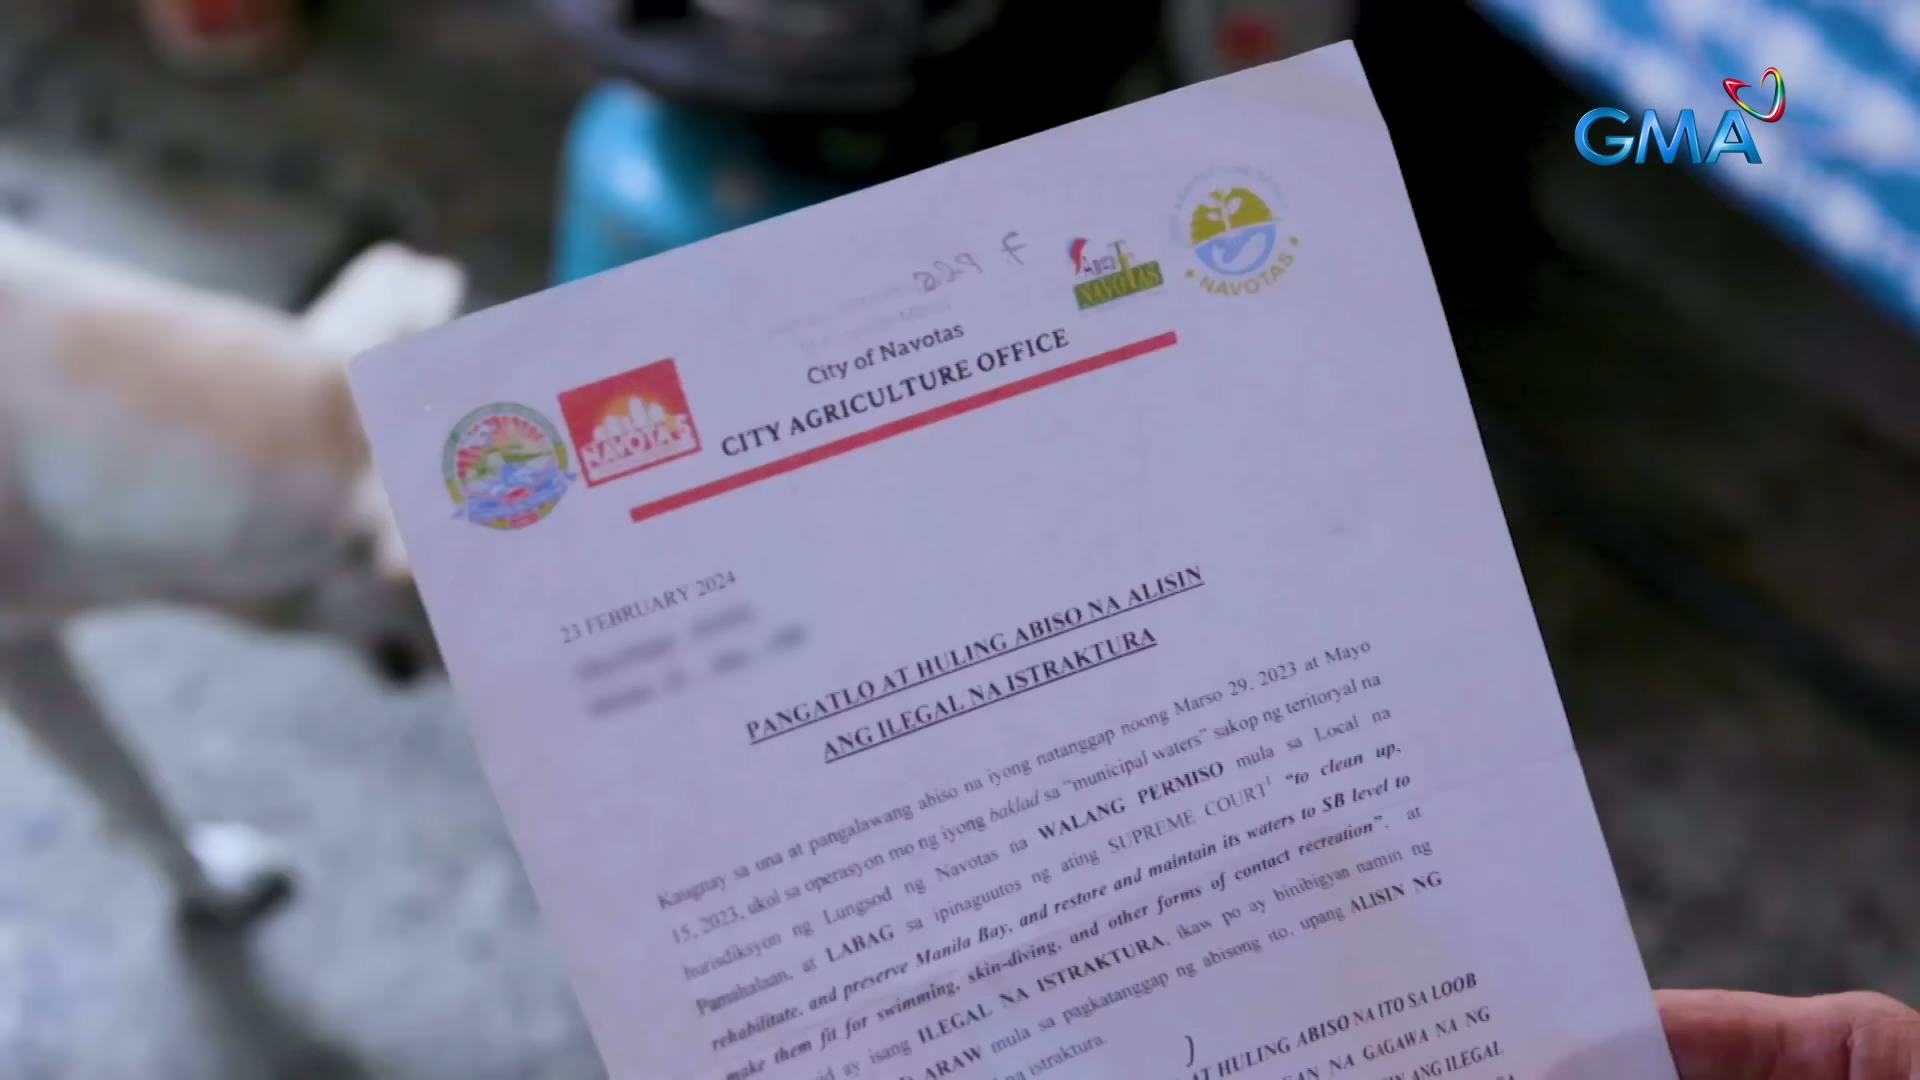 GMA
NAVOTAS
NAVOTAS
NAVOTAS
City of Navotas
CITY AGRICULTURE OFFICE
23 FEBRUARY 2024
PANGATLO AT HULING ABISO NA ALISIN
ANG ILEGAL NA ISTRAKTURA
Kaugnay sa una at pangalawang abiso na iyong natanggap noong Marso 29, 2023 at Mayo
15, 2023, ukol sa operasyon mo ng iyong baklad sa "municipal waters" sakop ng teritoryal na
hurisdiksyon ng Lungsod ng Navotas na WALANG PERMISO mula sa Local na
Pamahalaan, at LABAG sa ipinaguutos ng ating SUPREME COURT¹ "to clean up,
rehabilitate, and preserve Manila Bay, and restore and maintain its waters to SB level to
make them fit for swimming, skin-diving, and other forms of contact recreation", at
ay isang ILEGAL NA ISTRAKTURA, ikaw po ay binibigyan namin ng
ARAW mula sa pagkatanggap ng abisong ito, upang ALISIN NG
na istraktura.
)
AT HULING ABISO NA ITO SA LOOB
NA GAGAWA NA NG
ANG ILEGAL